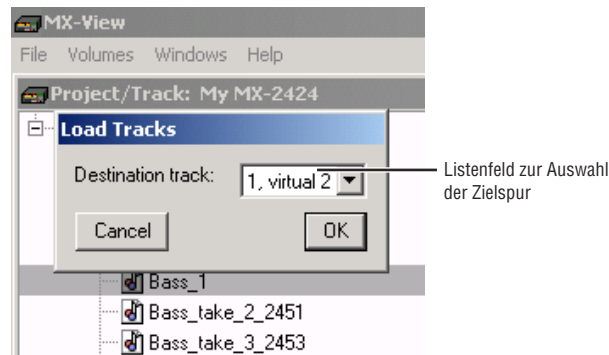 MX-View
File Volumes Windows Help
Project/Track: My MX-2424
Load Tracks
Destination track: 1, virtual 2
Listenfeld zur Auswahl
der Zielspur
Cancel OK
Bass_1
Bass_take_2_2451
Bass_take_3_2453